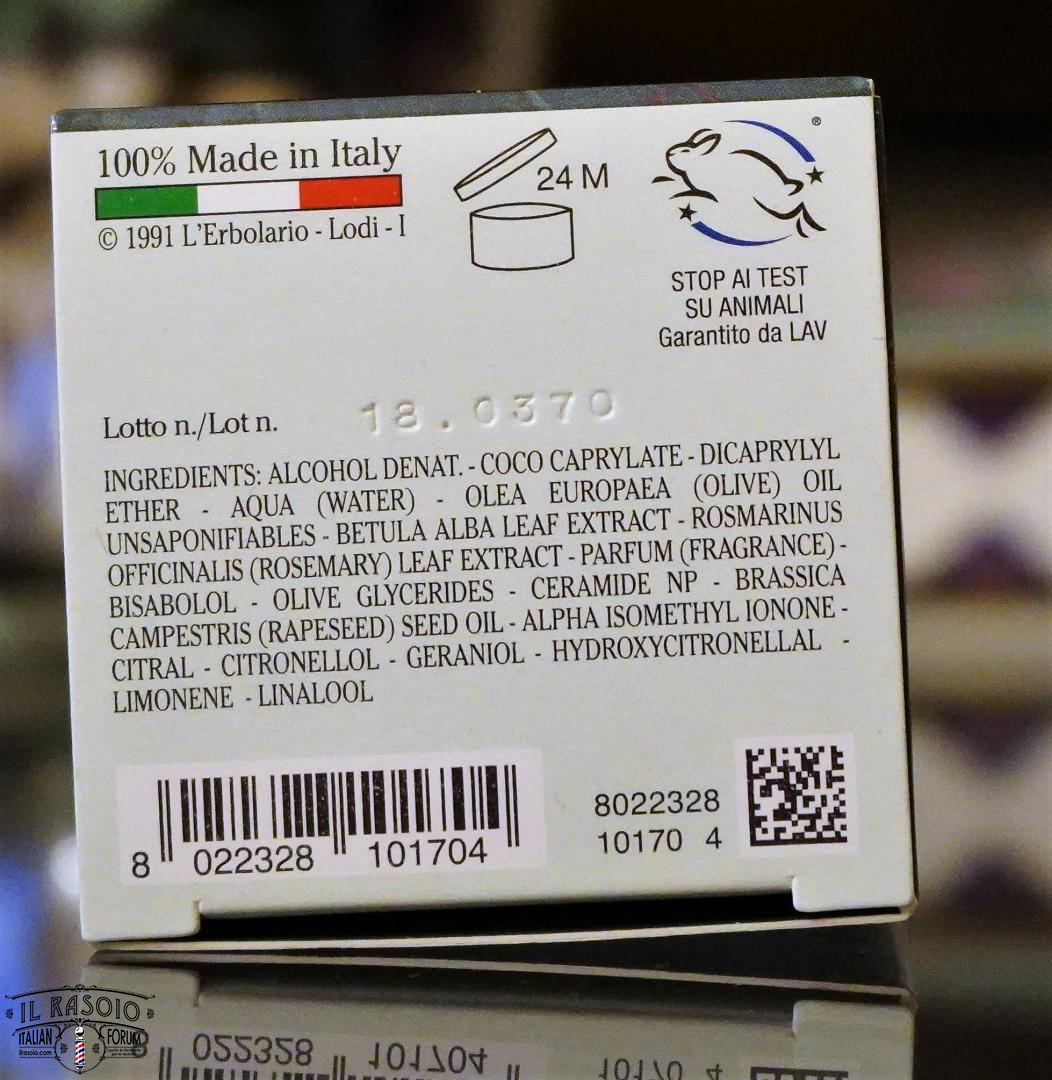 100% Made in Italy
© 1991 L'Erbolario - Lodi - I
24 M
®
STOP AI TEST
SU ANIMALI
Garantito da LAV
Lotto n./Lot n. 18.0370
INGREDIENTS: ALCOHOL DENAT. - COCO CAPRYLATE - DICAPRYLYL
ETHER - AQUA (WATER) - OLEA EUROPAEA (OLIVE) OIL
UNSAPONIFIABLES - BETULA ALBA LEAF EXTRACT - ROSMARINUS
OFFICINALIS (ROSEMARY) LEAF EXTRACT - PARFUM (FRAGRANCE) -
BISABOLOL - OLIVE GLYCERIDES - CERAMIDE NP - BRASSICA
CAMPESTRIS (RAPESEED) SEED OIL - ALPHA ISOMETHYL IONONE -
CITRAL - CITRONELLOL - GERANIOL - HYDROXYCITRONELLAL -
LIMONENE - LINALOOL
8 022328 101704
8022328
10170 4
IL RASOIO
ITALIAN FORUM
ilrasoio.com